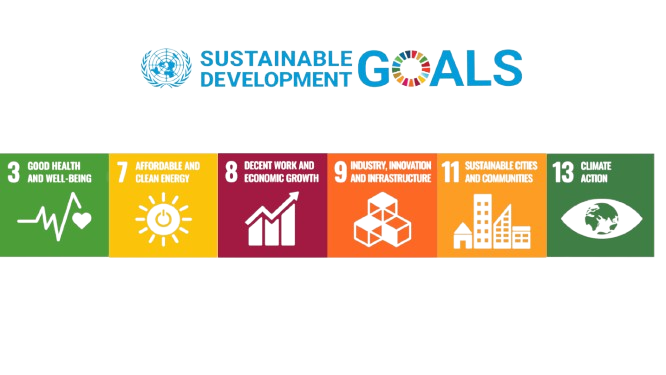 SUSTAINABLE
DEVELOPMENT
GOALS
3 GOOD HEALTH
AND WELL-BEING
7 AFFORDABLE AND
CLEAN ENERGY
8 DECENT WORK AND
ECONOMIC GROWTH
9 INDUSTRY, INNOVATION
AND INFRASTRUCTURE
11 SUSTAINABLE CITIES
AND COMMUNITIES
13 CLIMATE
ACTION